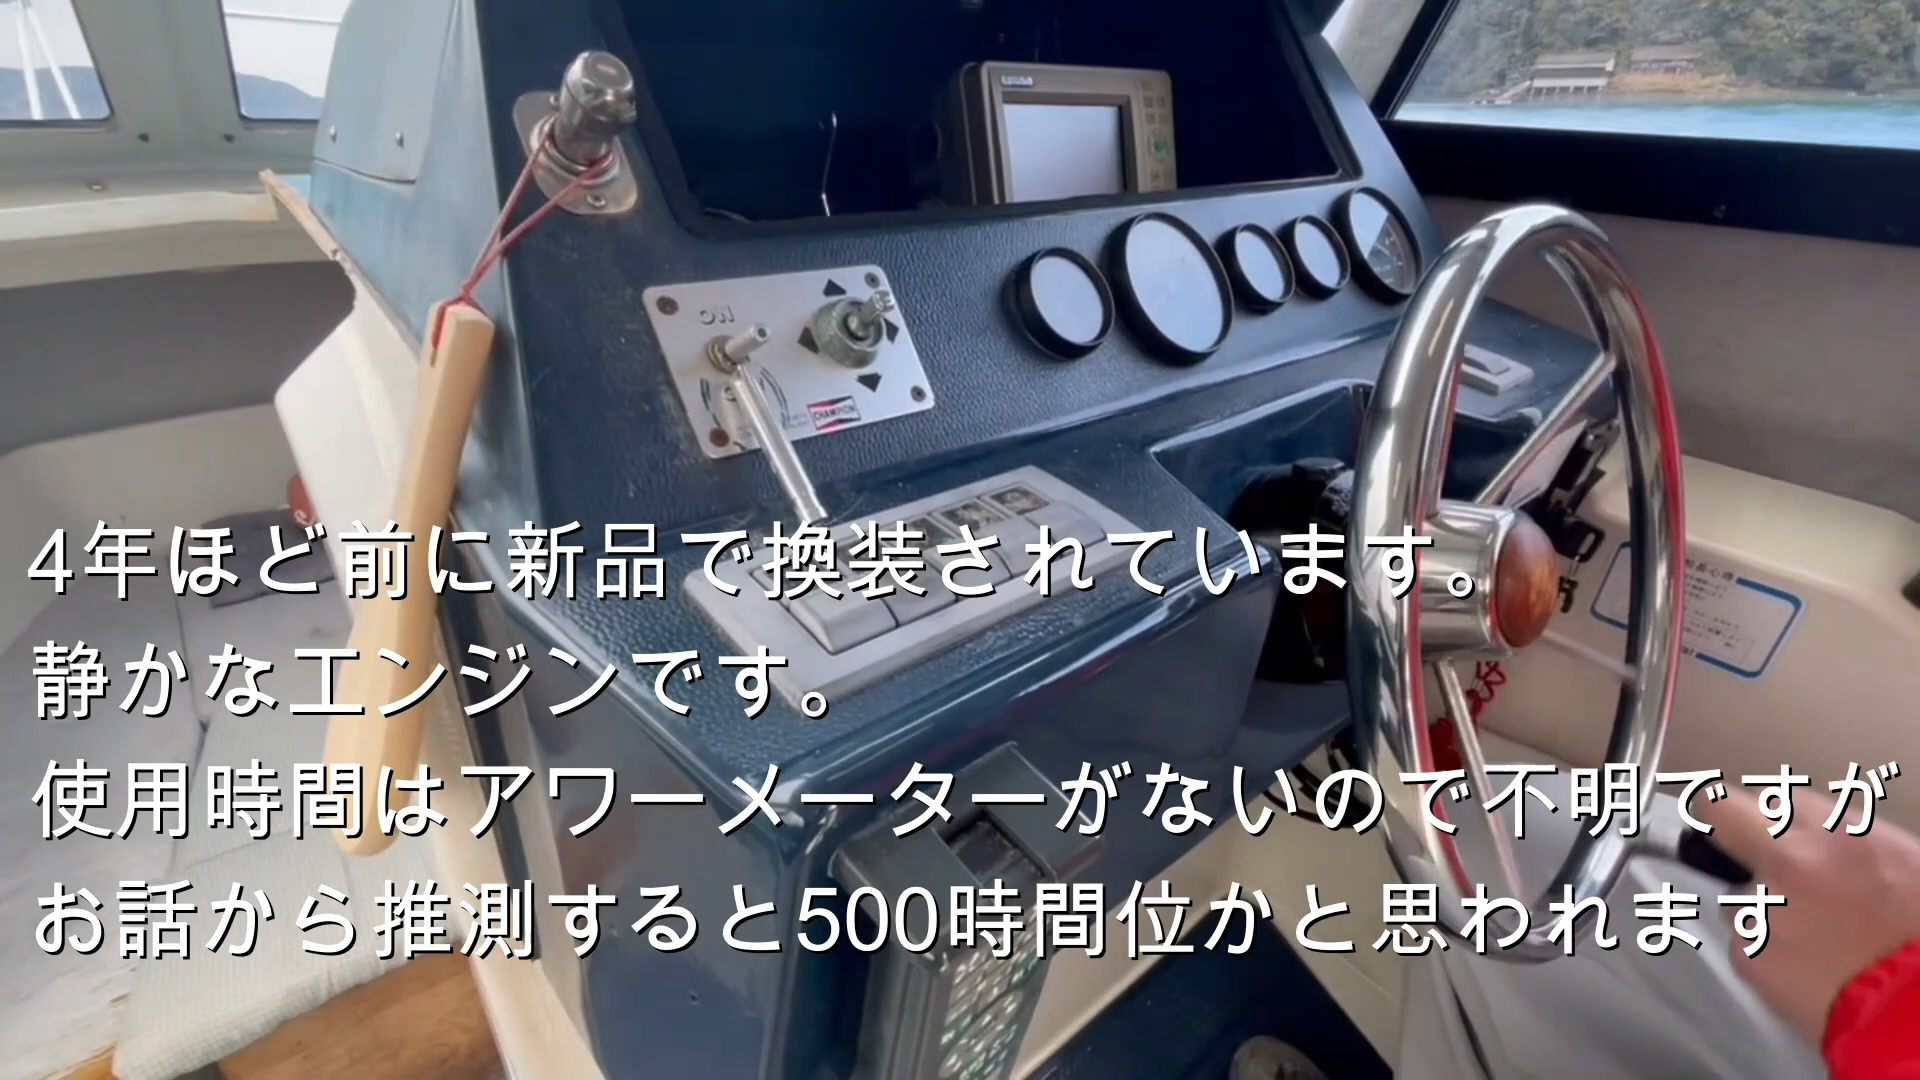 ON
CHAMPION
4年ほど前に新品で換装されています。
静かなエンジンです。
使用時間はアワーメーターがないので不明ですが
お話から推測すると500時間位かと思われます